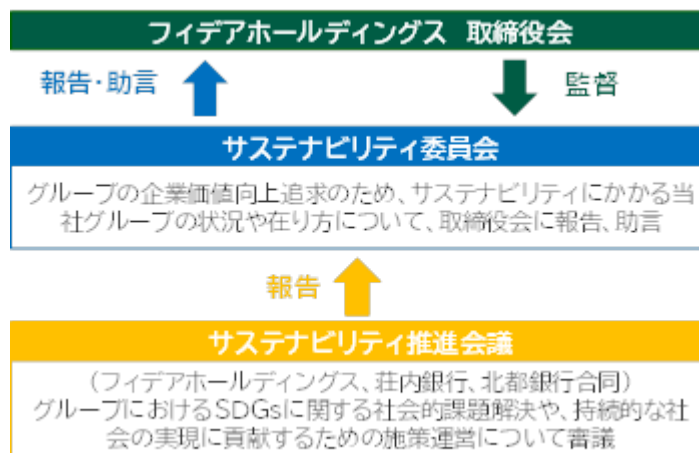 フィデアホールディングス 取締役会
報告・助言
監督
サステナビリティ委員会
グループの企業価値向上追求のため、サステナビリティにかかる当
社グループの状況や在り方について、取締役会に報告、助言
報告
サステナビリティ推進会議
(フィデアホールディングス、荘内銀行、北都銀行合同)
グループにおけるSDGsに関する社会的課題解決や、持続的な社
会の実現に貢献するための施策運営について審議